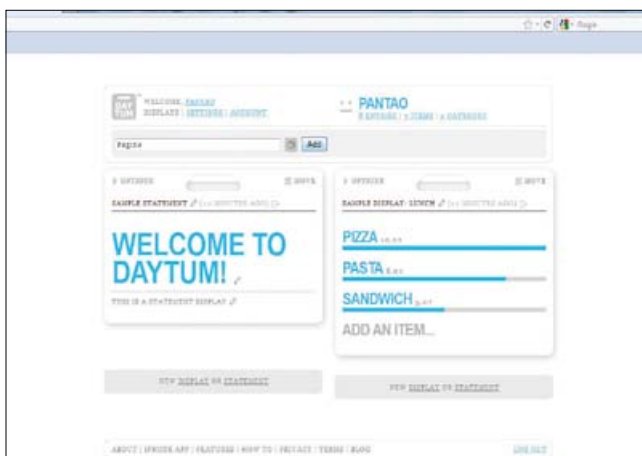 DAY TUM
WELCOME, PANTAO
DISPLAYS | SETTINGS | ACCOUNT
PANTAO
Add
OPTIONS MOVE
SAMPLE STATEMENT
WELCOME TO
DAYTUM!
THIS IS A STATEMENT DISPLAY
NEW DISPLAY OR STATEMENT
OPTIONS MOVE
SAMPLE DISPLAY: LUNCH
PIZZA
PASTA
SANDWICH
ADD AN ITEM...
NEW DISPLAY OR STATEMENT
ABOUT | IPHONE APP | FEATURES | HOW TO | PRIVACY | TERMS | BLOG
LOG OUT